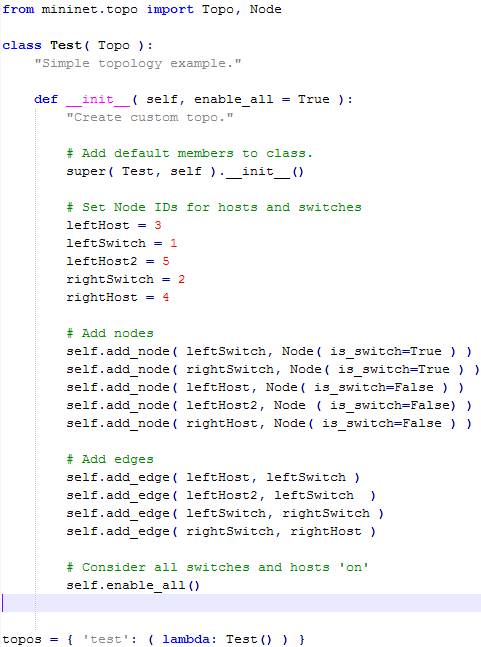 from mininet.topo import Topo, Node

class Test( Topo ):
    "Simple topology example."

    def __init__( self, enable_all = True ):
        "Create custom topo."

        # Add default members to class.
        super( Test, self ).__init__()

        # Set Node IDs for hosts and switches
        leftHost = 3
        leftSwitch = 1
        leftHost2 = 5
        rightSwitch = 2
        rightHost = 4

        # Add nodes
        self.add_node( leftSwitch, Node( is_switch=True ) )
        self.add_node( rightSwitch, Node( is_switch=True ) )
        self.add_node( leftHost, Node( is_switch=False ) )
        self.add_node( leftHost2, Node ( is_switch=False) )
        self.add_node( rightHost, Node( is_switch=False ) )

        # Add edges
        self.add_edge( leftHost, leftSwitch )
        self.add_edge( leftHost2, leftSwitch  )
        self.add_edge( leftSwitch, rightSwitch )
        self.add_edge( rightSwitch, rightHost )

        # Consider all switches and hosts 'on'
        self.enable_all()


topos = { 'test': ( lambda: Test() ) }